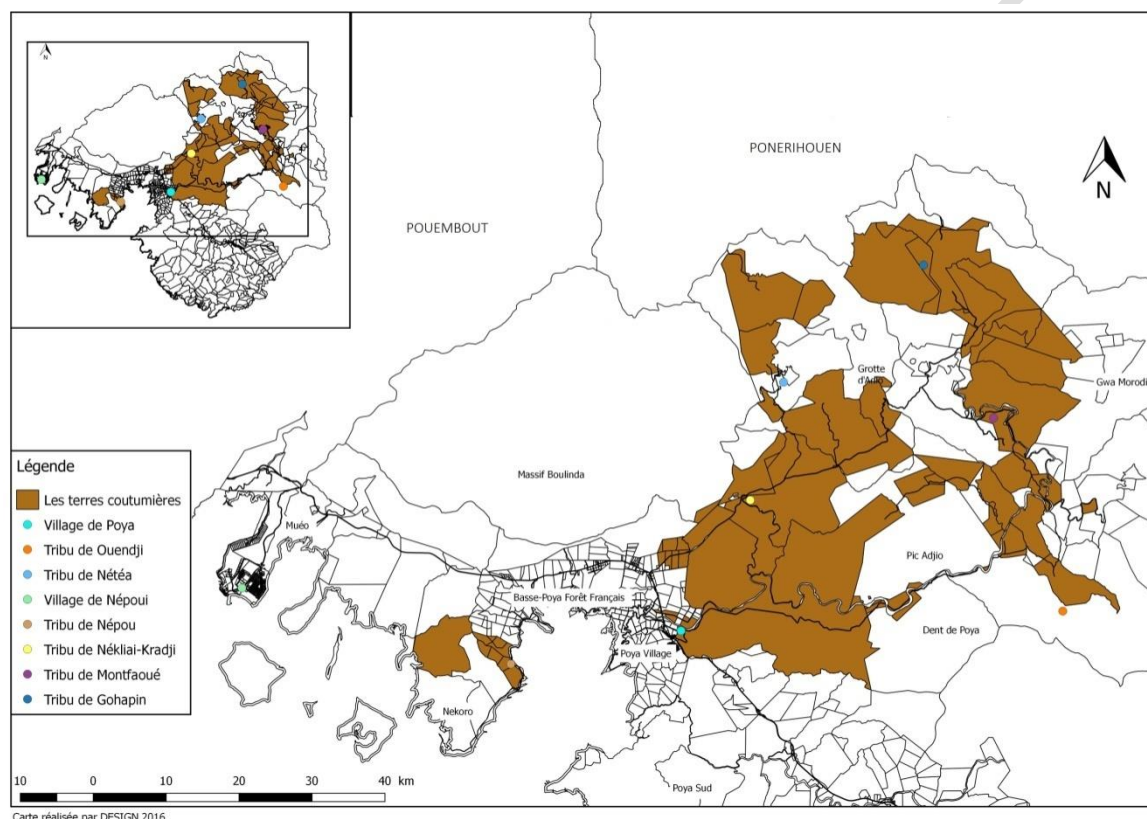 N
PONERIHOUEN
N
POUEMBOUT
Grotte
d'Adio
Gwa Morodi
Légende
Les terres coutumières
Village de Poya
Tribu de Ouendji
Tribu de Nétéa
Village de Népoui
Tribu de Népou
Tribu de Nékliai-Kradji
Tribu de Montfaoué
Tribu de Gohapin
Massif Boulinda
Muéo
Pic Adjio
Basse-Poya Forêt Français
Dent de Poya
Poya Village
Nekoro
Poya Sud
10 0 10 20 30 40 km
Carte réalisée par DESIGN 2016